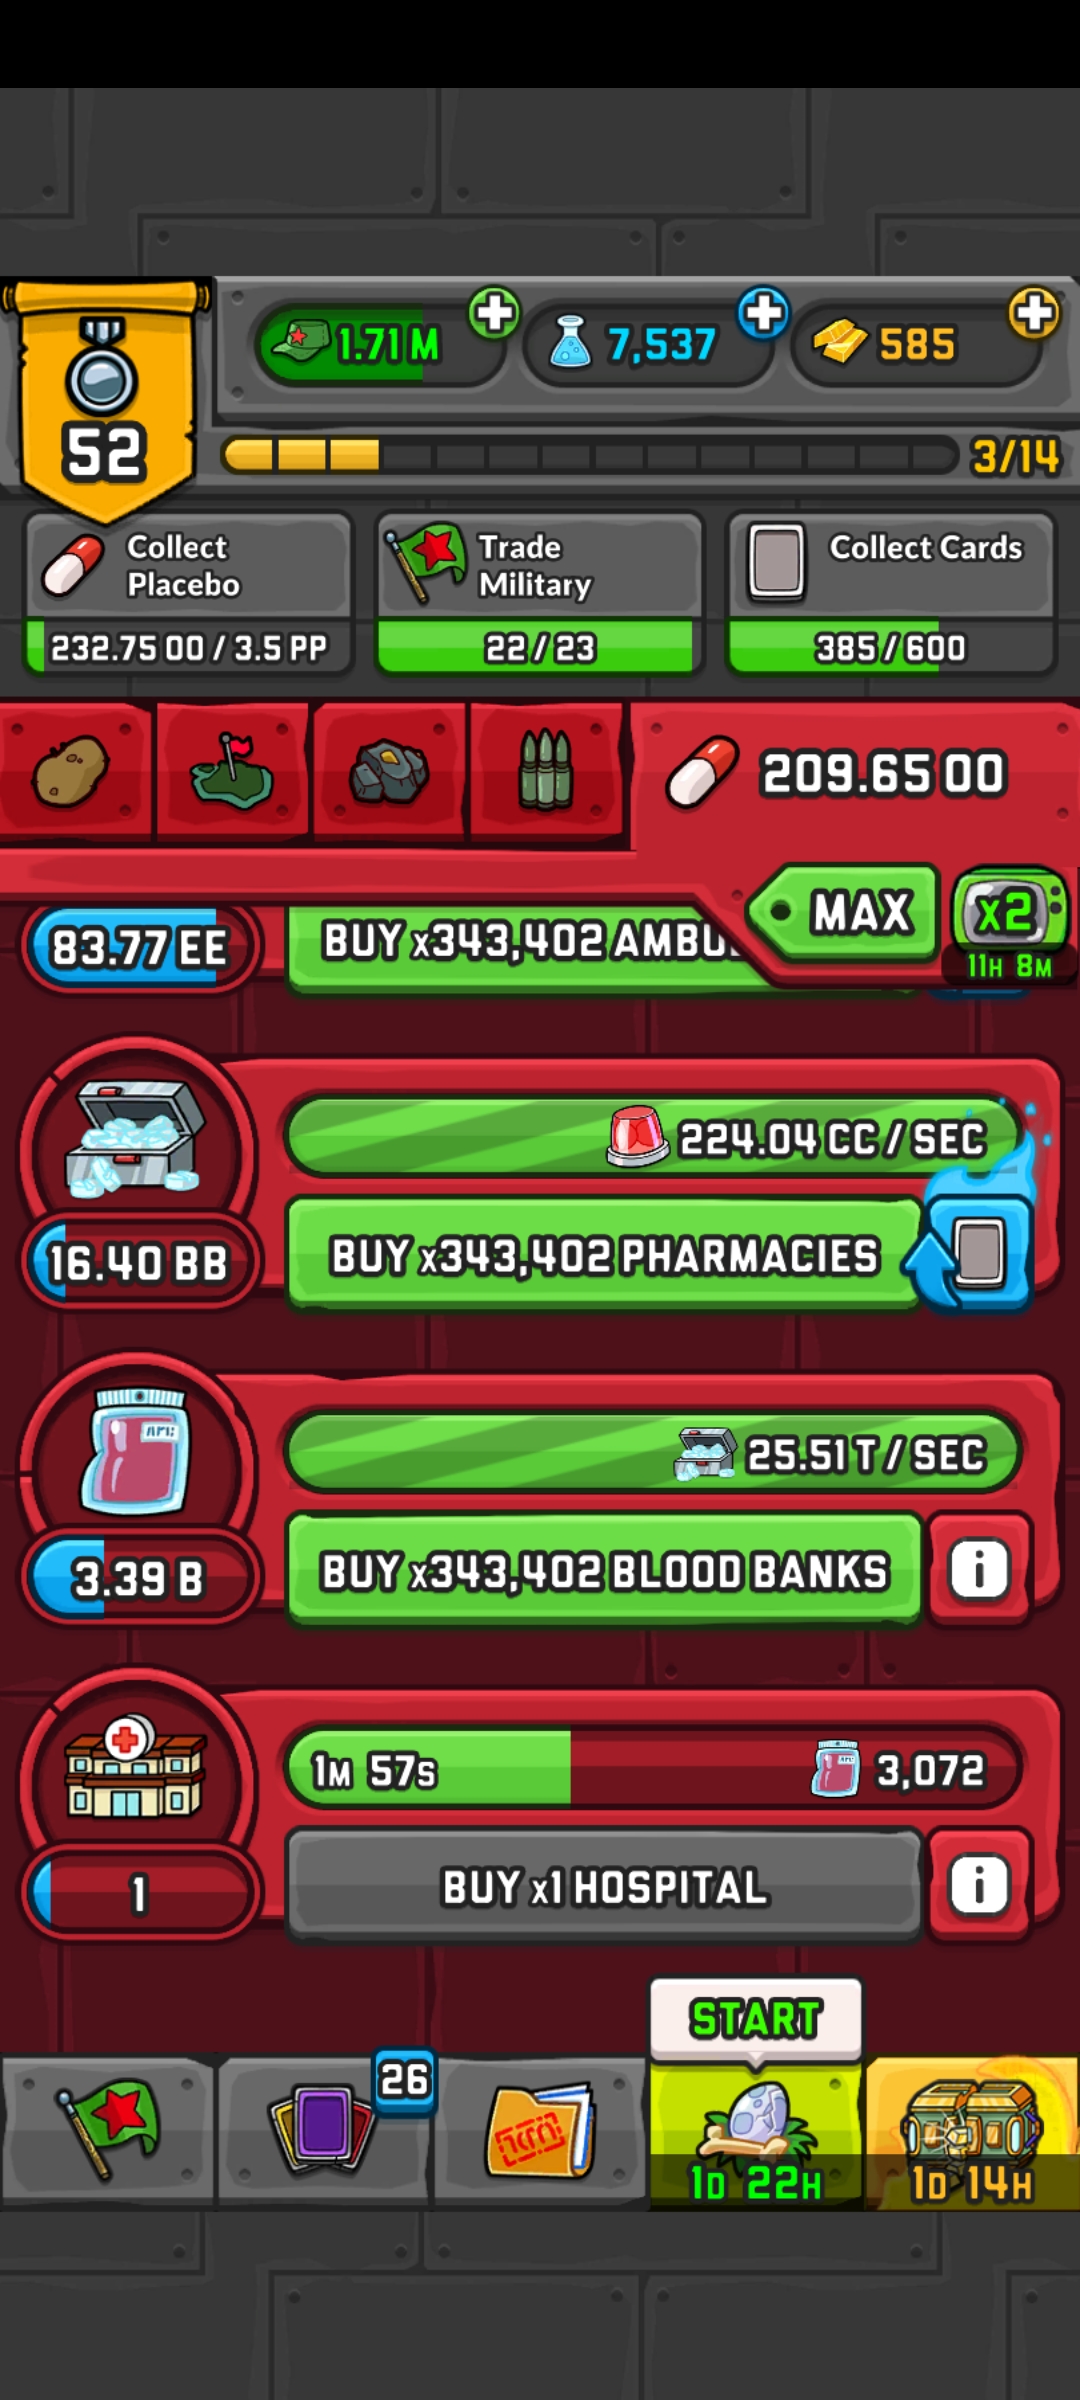 1.71 M
7,537
585
52
3/14
Collect
Placebo
232.75 OO / 3.5 PP
Trade
Military
22 / 23
Collect Cards
385 / 600
209.65 OO
MAX
x2
11H 8M
83.77 EE
BUY x343,402 AMBU
224.04 CC / SEC
16.40 BB
BUY x343,402 PHARMACIES
25.51 T / SEC
3.39 B
BUY x343,402 BLOOD BANKS
1M 57S
3,072
1
BUY x1 HOSPITAL
START
26
1D 22H
1D 14H